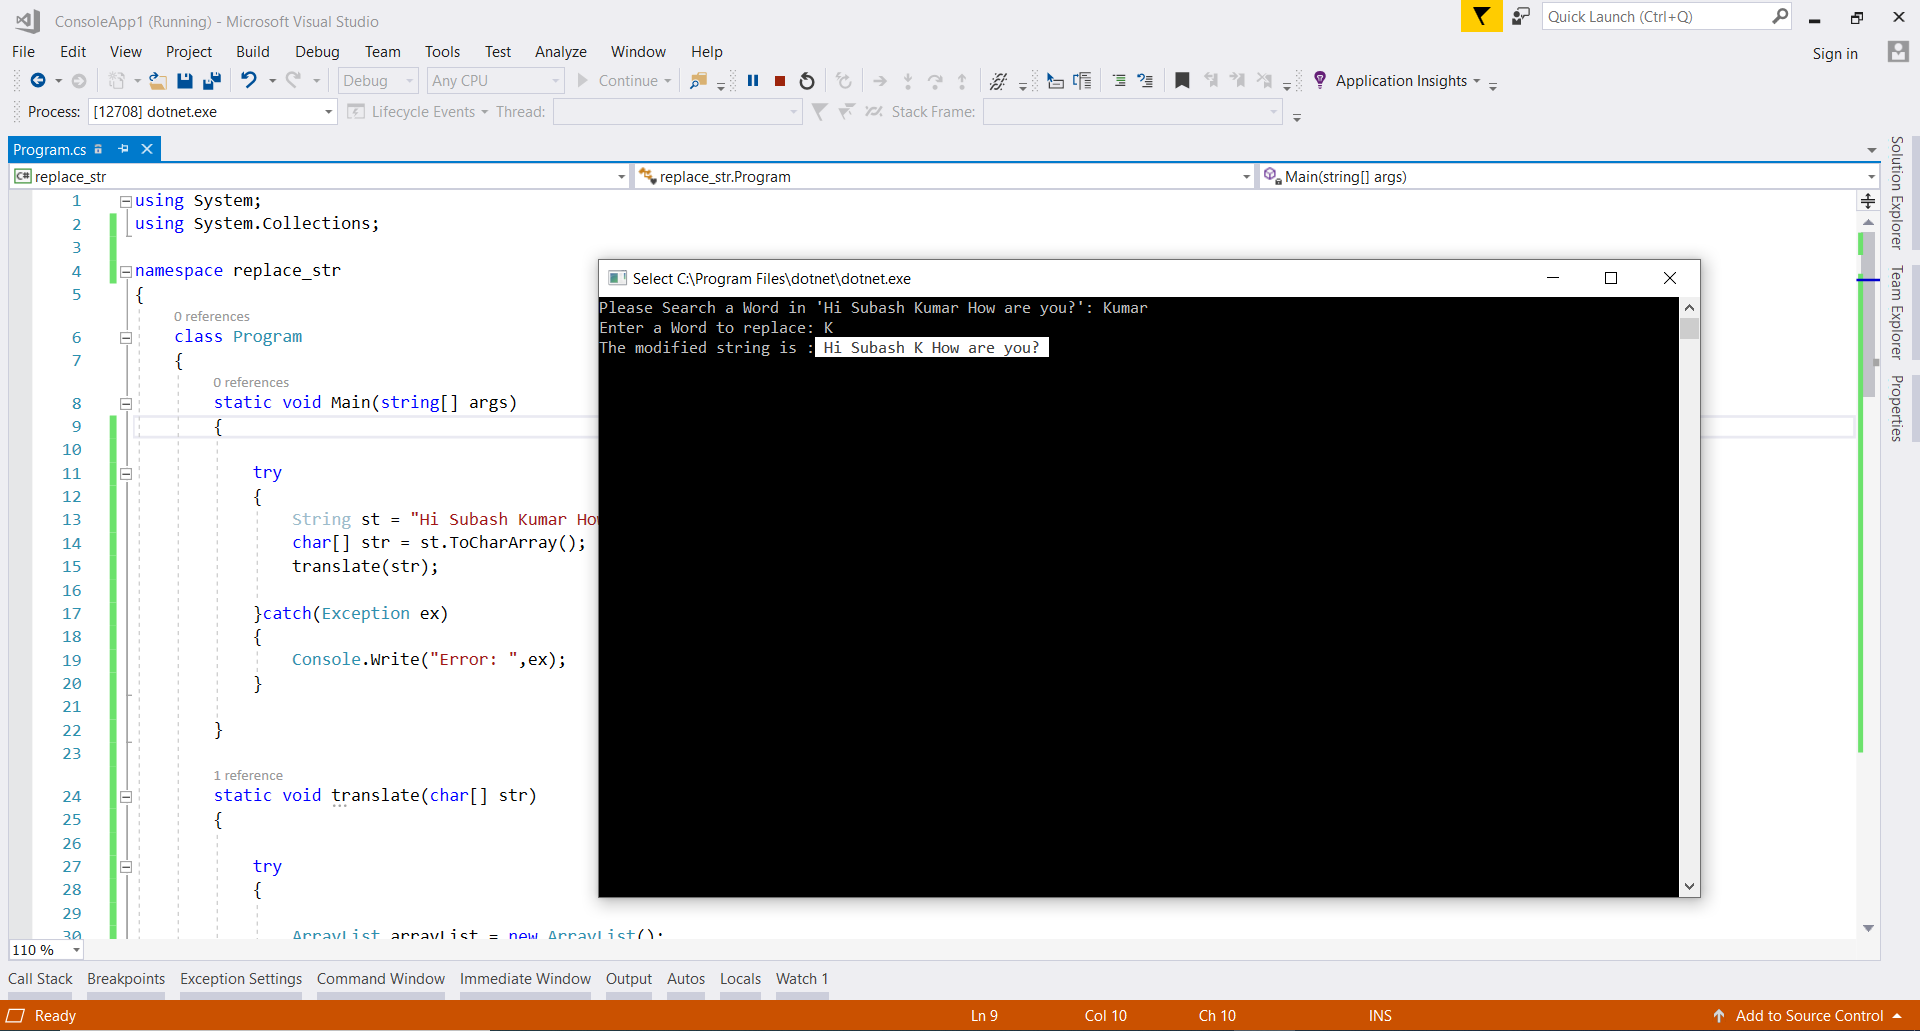 ConsoleApp1 (Running) - Microsoft Visual Studio
Quick Launch (Ctrl+Q)
File Edit View Project Build Debug Team Tools Test Analyze Window Help
Sign in
Debug Any CPU Continue Application Insights
Process: [12708] dotnet.exe Lifecycle Events Thread: Stack Frame:
Program.cs
C# replace_str replace_str.Program Main(string[] args)
1 using System;
2 using System.Collections;
3
4 namespace replace_str
5 {
0 references
6 class Program
7 {
0 references
8 static void Main(string[] args)
9 {
10
11 try
12 {
13 String st = "Hi Subash Kumar Ho
14 char[] str = st.ToCharArray();
15 translate(str);
16
17 }catch(Exception ex)
18 {
19 Console.Write("Error: ",ex);
20 }
21
22 }
23
1 reference
24 static void translate(char[] str)
25 {
26
27 try
28 {
29
30 ArrayList arrayList = new ArrayList();
Select C:\Program Files\dotnet\dotnet.exe
Please Search a Word in 'Hi Subash Kumar How are you?': Kumar
Enter a Word to replace: K
The modified string is : Hi Subash K How are you?
Solution Explorer
Team Explorer
Properties
110 %
Call Stack Breakpoints Exception Settings Command Window Immediate Window Output Autos Locals Watch 1
Ready Ln 9 Col 10 Ch 10 INS Add to Source Control